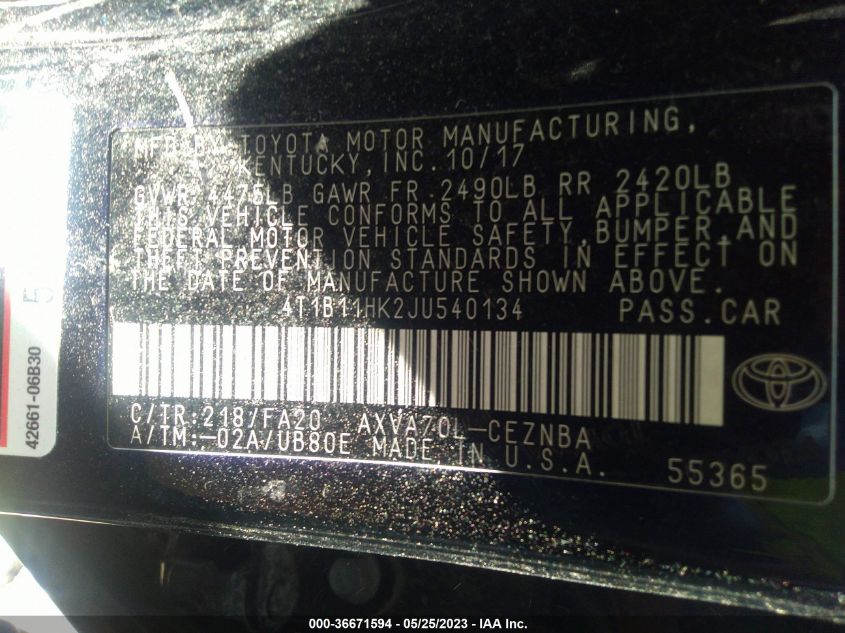 MFD BY TOYOTA MOTOR MANUFACTURING,
KENTUCKY, INC. 10/17
GVWR 4475LB GAWR FR 2490LB RR 2420LB
THIS VEHICLE CONFORMS TO ALL APPLICABLE
FEDERAL MOTOR VEHICLE SAFETY, BUMPER, AND
THEFT PREVENTION STANDARDS IN EFFECT ON
THE DATE OF MANUFACTURE SHOWN ABOVE.
4T1B11HK2JU540134 PASS.CAR
C/TR:218/FA20 AXVA70L-CEZNBA
A/TM:-02A/UB80E MADE IN U.S.A.
55365
5
42661-06B30
000-36671594 - 05/25/2023 - IAA Inc.